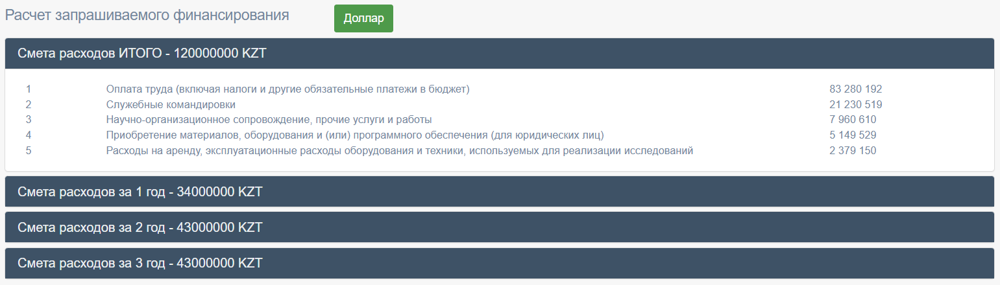 Расчет запрашиваемого финансирования Доллар
Смета расходов ИТОГО - 120000000 KZT
1 Оплата труда (включая налоги и другие обязательные платежи в бюджет) 83 280 192
2 Служебные командировки 21 230 519
3 Научно-организационное сопровождение, прочие услуги и работы 7 960 610
4 Приобретение материалов, оборудования и (или) программного обеспечения (для юридических лиц) 5 149 529
5 Расходы на аренду, эксплуатационные расходы оборудования и техники, используемых для реализации исследований 2 379 150
Смета расходов за 1 год - 34000000 KZT
Смета расходов за 2 год - 43000000 KZT
Смета расходов за 3 год - 43000000 KZT